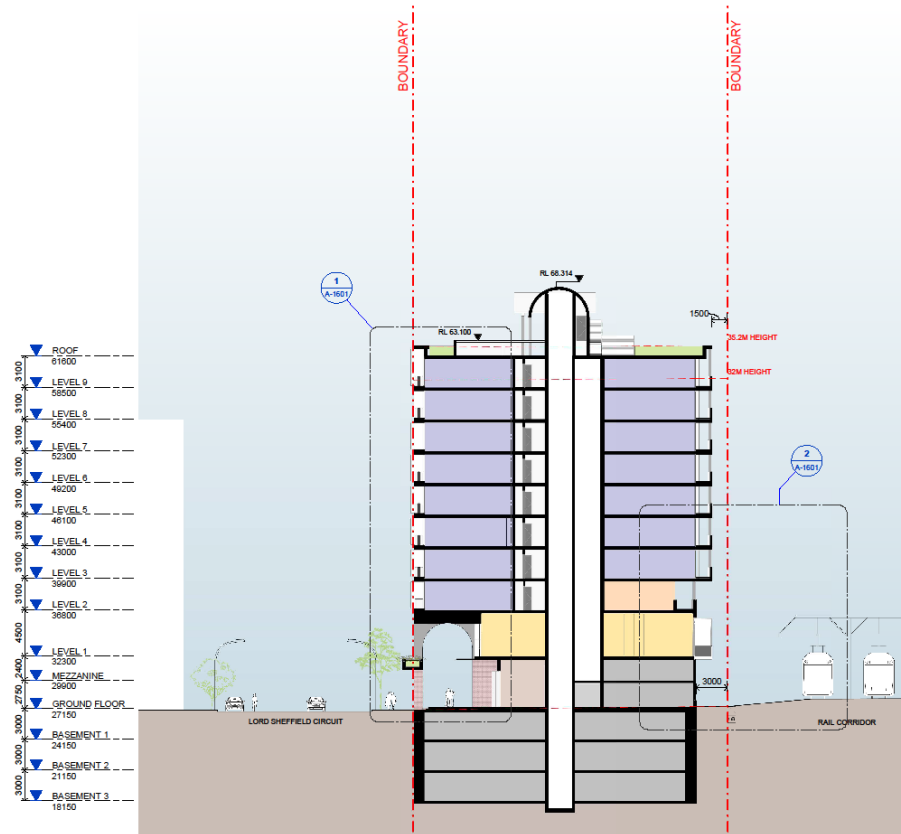 BOUNDARY
BOUNDARY
RL 68.314
1
A-1601
1500
RL 63.100
35.2M HEIGHT
ROOF
61600
3100
32M HEIGHT
LEVEL 9
58500
3100
LEVEL 8
55400
3100
LEVEL 7
52300
3100
2
A-1601
LEVEL 6
49200
3100
LEVEL 5
46100
3100
LEVEL 4
43000
3100
LEVEL 3
39900
3100
LEVEL 2
36800
4500
LEVEL 1
32300
2400
MEZZANINE
29900
3000
2750
GROUND FLOOR
27150
LORD SHEFFIELD CIRCUIT
RAIL CORRIDOR
3000
BASEMENT 1
24150
3000
BASEMENT 2
21150
3000
BASEMENT 3
18150